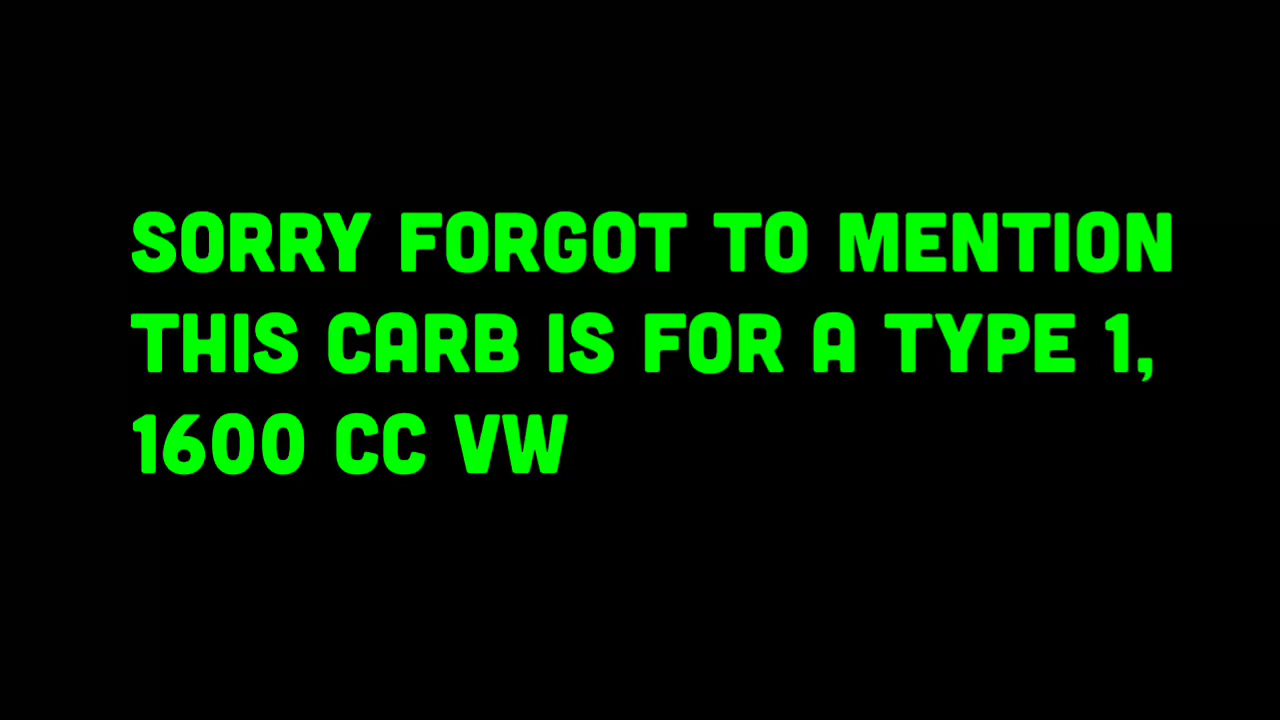 SORRY FORGOT TO MENTION
THIS CARB IS FOR A TYPE 1,
1600 CC VW